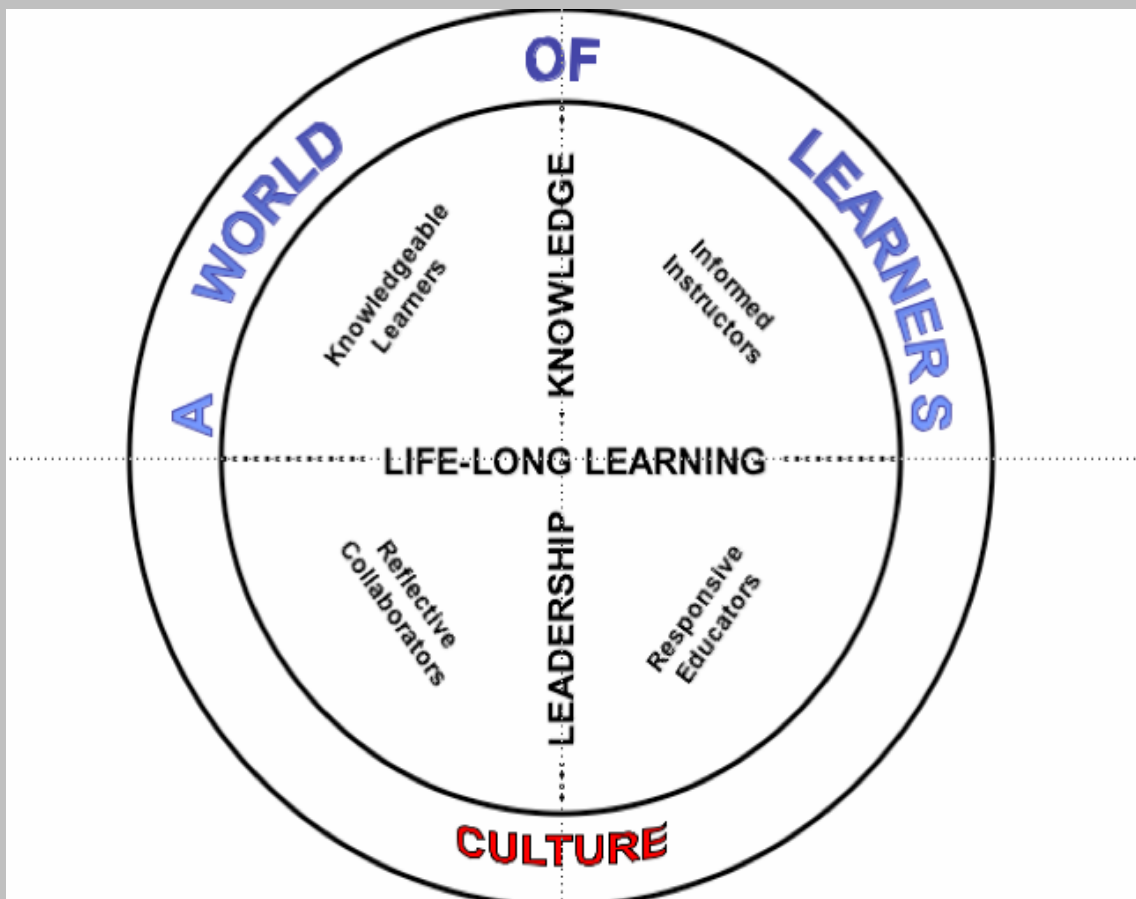 A WORLD OF LEARNERS
Knowledgeable
Learners
KNOWLEDGE
Informed
Instructors
LIFE-LONG LEARNING
Reflective
Collaborators
LEADERSHIP
Responsive
Educators
CULTURE